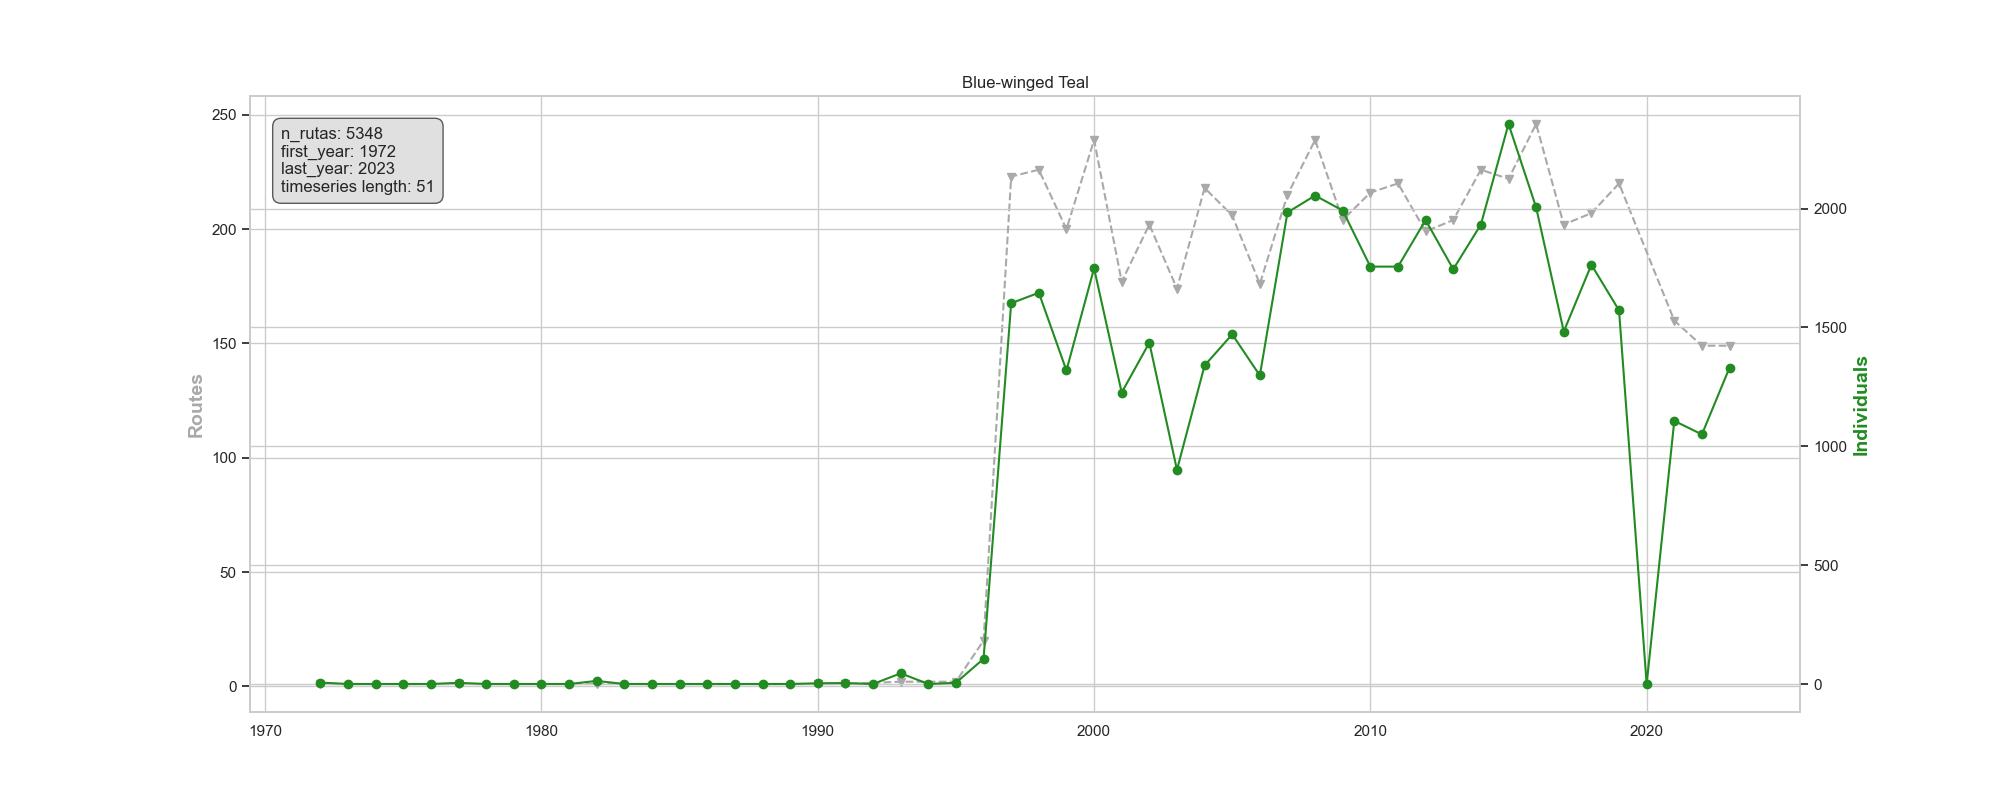 Blue-winged Teal
n_rutas: 5348
first_year: 1972
last_year: 2023
timeseries length: 51
Routes
250
200
150
100
50
0
1970 1980 1990 2000 2010 2020
2000
1500
1000
500
0
Individuals